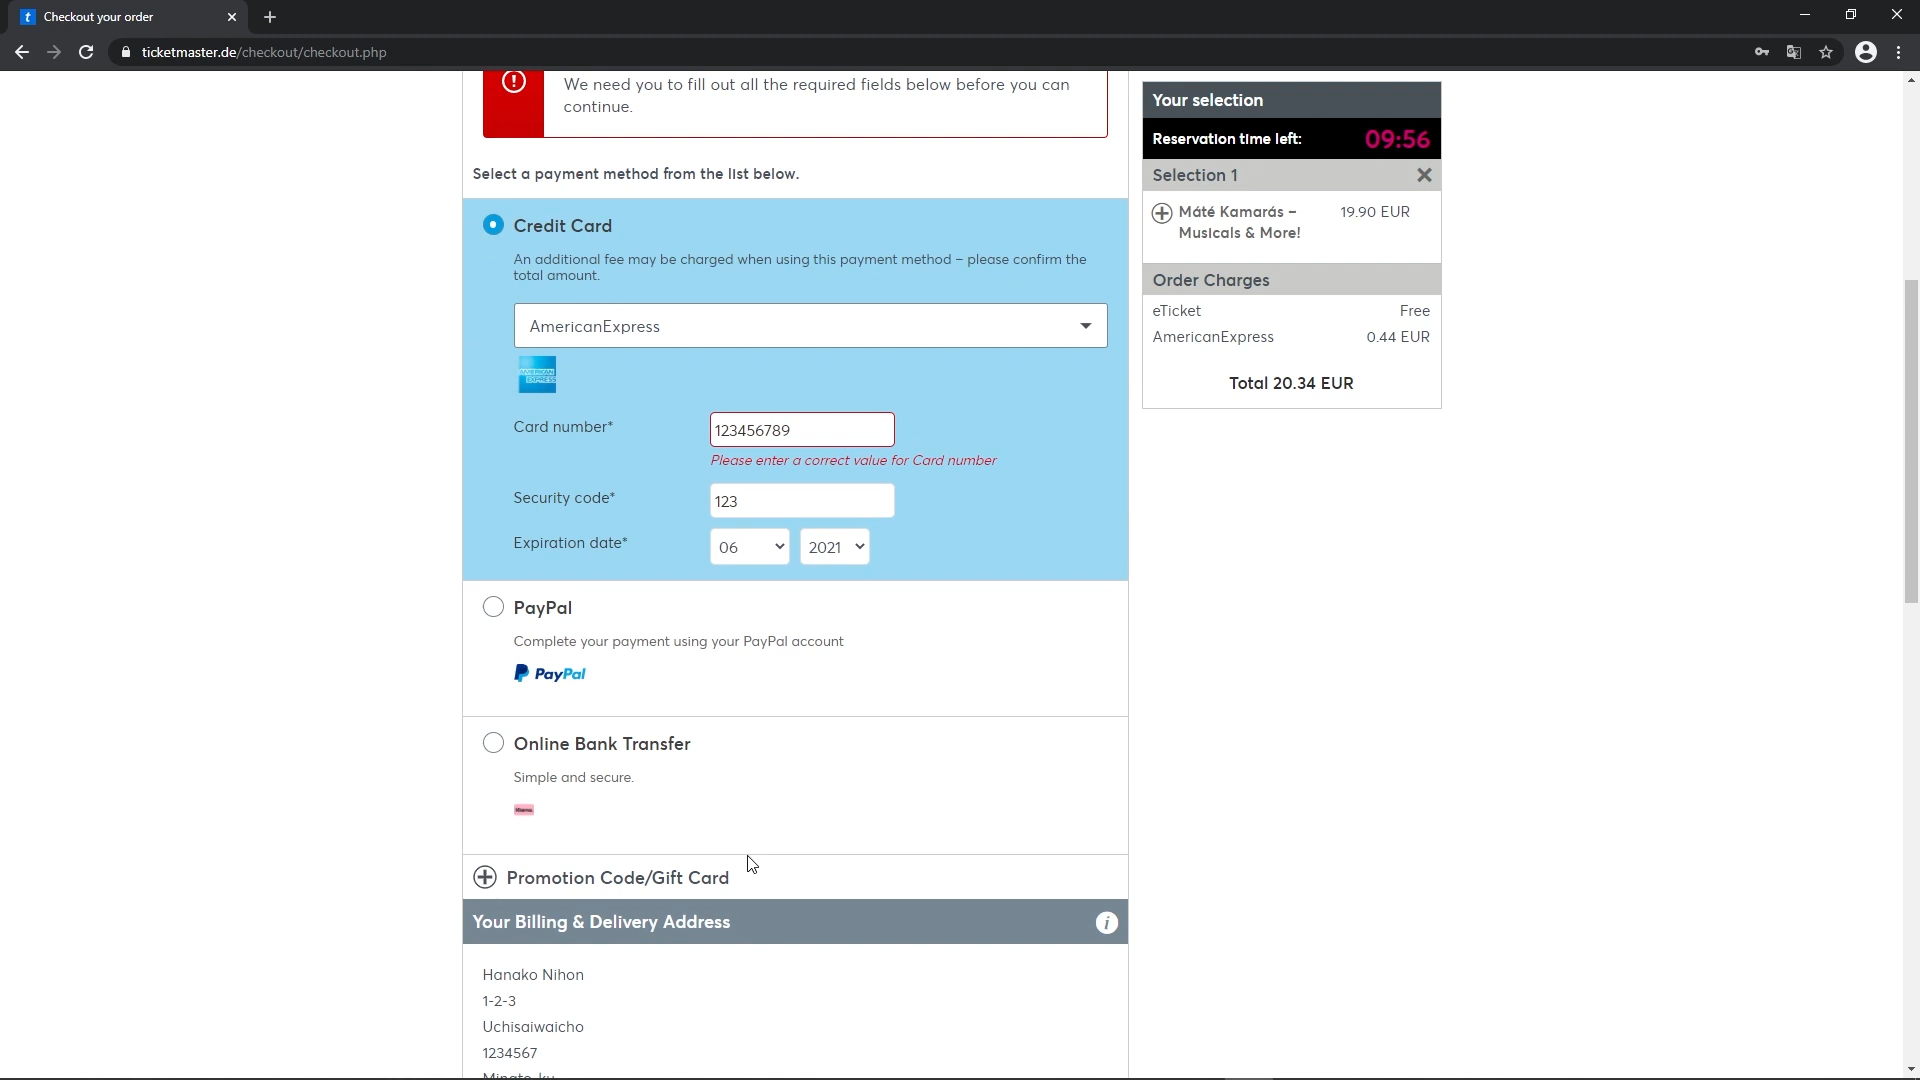 Checkout your order
ticketmaster.de/checkout/checkout.php
We need you to fill out all the required fields below before you can
continue.
Select a payment method from the list below.
Credit Card
An additional fee may be charged when using this payment method – please confirm the
total amount.
AmericanExpress
AMERICAN
EXPRESS
Card number*
123456789
Please enter a correct value for Card number
Security code*
123
Expiration date*
06
2021
PayPal
Complete your payment using your PayPal account
PayPal
Online Bank Transfer
Simple and secure.
Klarna.
Promotion Code/Gift Card
Your Billing & Delivery Address
Hanako Nihon
1-2-3
Uchisaiwaicho
1234567
Your selection
Reservation time left:
09:56
Selection 1
Máté Kamarás – 19.90 EUR
Musicals & More!
Order Charges
eTicket Free
AmericanExpress 0.44 EUR
Total 20.34 EUR